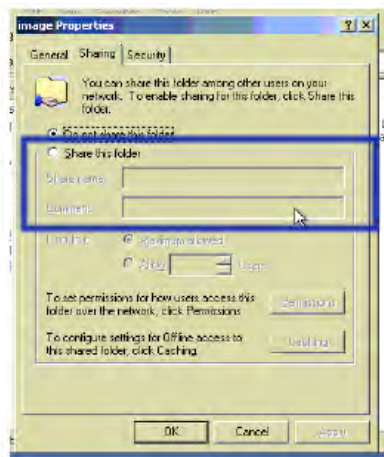 image Properties
General Sharing Security
You can share this folder among other users on your
network. To enable sharing for this folder, click Share this
folder.
Do not share this folder
Share this folder
Share name:
Comment:
User limit: Maximum allowed
Allow Users
To set permissions for how users access this
folder over the network, click Permissions
Permissions
To configure settings for Offline access to
this shared folder, click Caching.
Caching
OK Cancel Apply